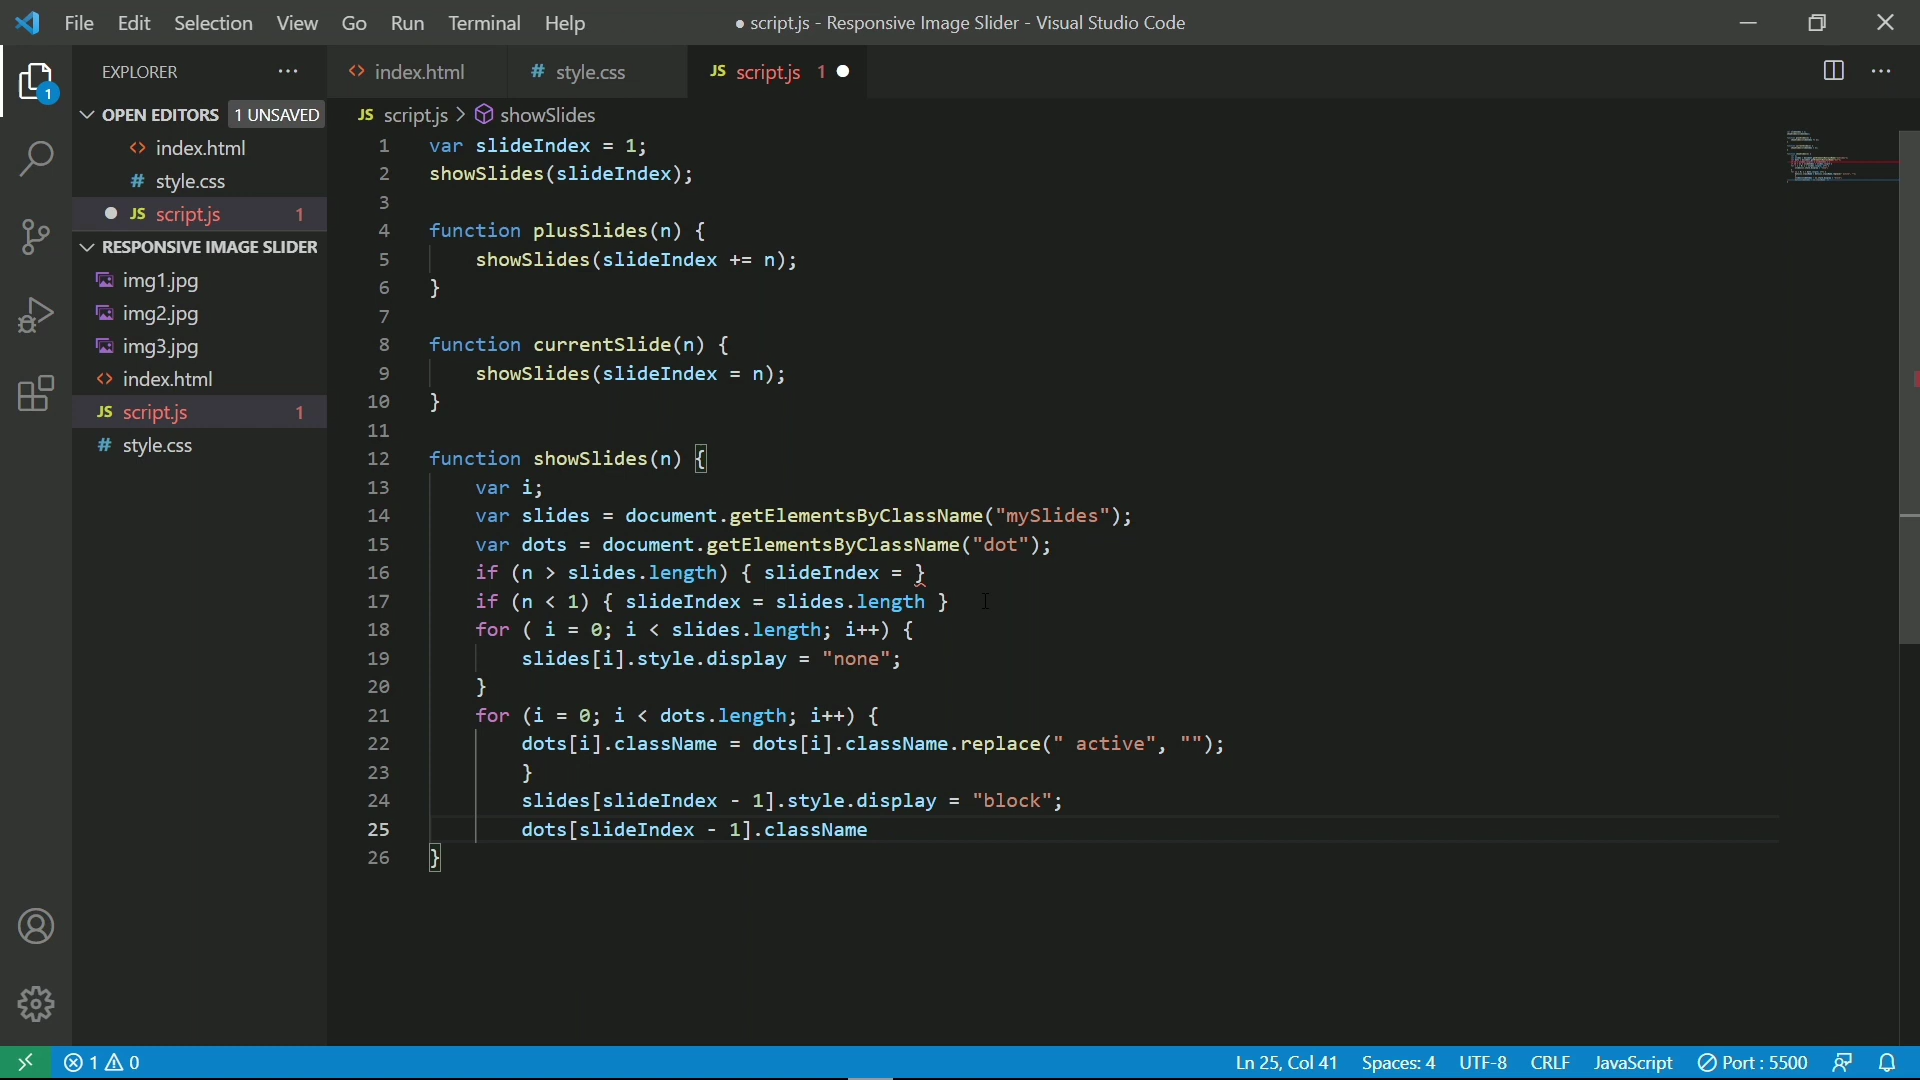 File Edit Selection View Go Run Terminal Help
● script.js - Responsive Image Slider - Visual Studio Code
EXPLORER
OPEN EDITORS 1 UNSAVED
<> index.html
# style.css
JS script.js 1
RESPONSIVE IMAGE SLIDER
img1.jpg
img2.jpg
img3.jpg
<> index.html
JS script.js 1
# style.css
1
<> index.html # style.css JS script.js 1 ●
JS script.js > showSlides
1 var slideIndex = 1;
2 showSlides(slideIndex);
3
4 function plusSlides(n) {
5     showSlides(slideIndex += n);
6 }
7
8 function currentSlide(n) {
9     showSlides(slideIndex = n);
10 }
11
12 function showSlides(n) {
13     var i;
14     var slides = document.getElementsByClassName("mySlides");
15     var dots = document.getElementsByClassName("dot");
16     if (n > slides.length) { slideIndex = }
17     if (n < 1) { slideIndex = slides.length }
18     for ( i = 0; i < slides.length; i++) {
19         slides[i].style.display = "none";
20     }
21     for (i = 0; i < dots.length; i++) {
22         dots[i].className = dots[i].className.replace(" active", "");
23         }
24         slides[slideIndex - 1].style.display = "block";
25         dots[slideIndex - 1].className
26 }
1 0 Ln 25, Col 41 Spaces: 4 UTF-8 CRLF JavaScript Port : 5500